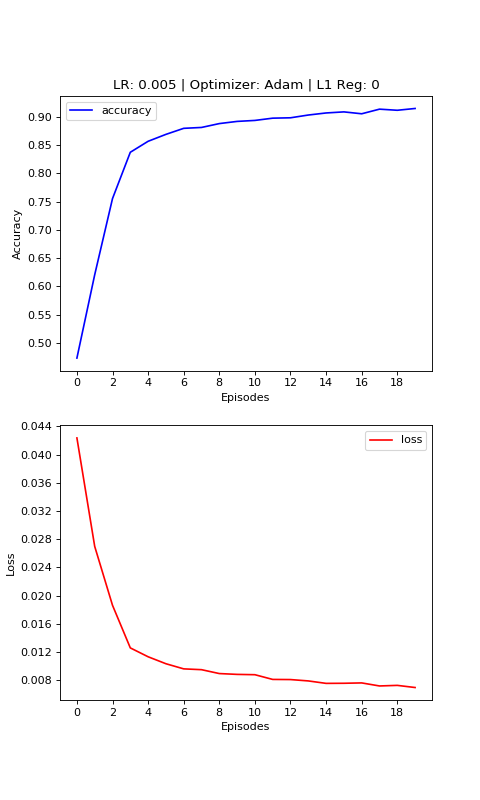 LR: 0.005 | Optimizer: Adam | L1 Reg: 0
accuracy
0.90
0.85
0.80
0.75
0.70
0.65
0.60
0.55
0.50
Accuracy
0 2 4 6 8 10 12 14 16 18
Episodes
loss
0.044
0.040
0.036
0.032
0.028
0.024
0.020
0.016
0.012
0.008
Loss
0 2 4 6 8 10 12 14 16 18
Episodes